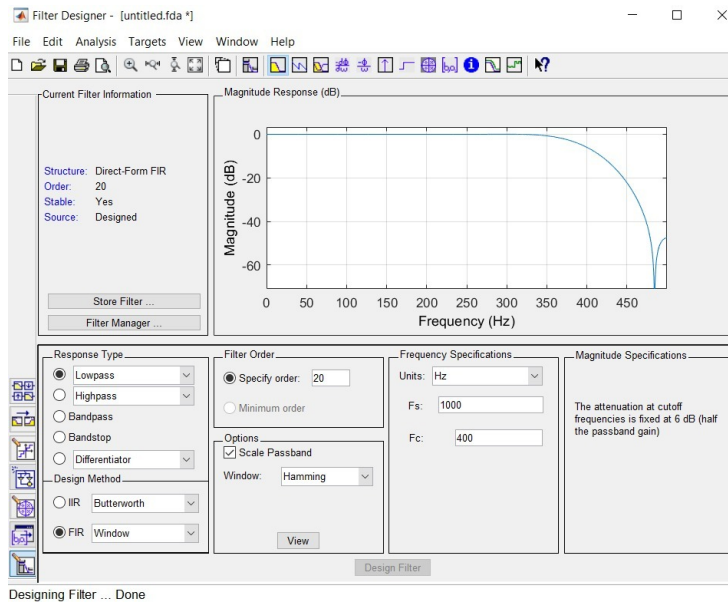 Filter Designer - [untitled.fda *]
File Edit Analysis Targets View Window Help
Current Filter Information
Structure: Direct-Form FIR
Order: 20
Stable: Yes
Source: Designed
Store Filter ...
Filter Manager ...
Magnitude Response (dB)
0
-20
-40
-60
Magnitude (dB)
0 50 100 150 200 250 300 350 400 450
Frequency (Hz)
Response Type
Lowpass
Highpass
Bandpass
Bandstop
Differentiator
Design Method
IIR Butterworth
FIR Window
Filter Order
Specify order: 20
Minimum order
Options
Scale Passband
Window: Hamming
View
Frequency Specifications
Units: Hz
Fs: 1000
Fc: 400
Magnitude Specifications
The attenuation at cutoff
frequencies is fixed at 6 dB (half
the passband gain)
Design Filter
Designing Filter ... Done